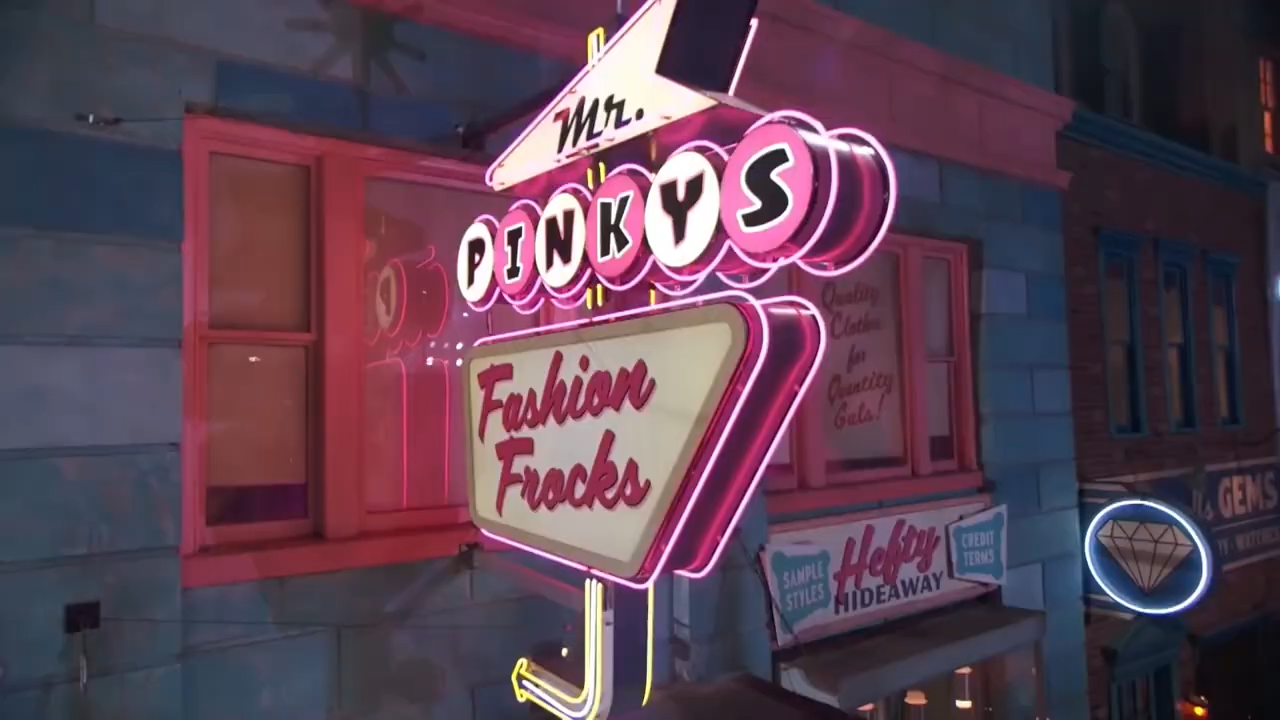 Mr.
PINKYS
Fashion
Frocks
Quality
Clothes
for
Quantity
Gals!
SAMPLE
STYLES
Hefty
HIDEAWAY
CREDIT
TERMS
GEMS